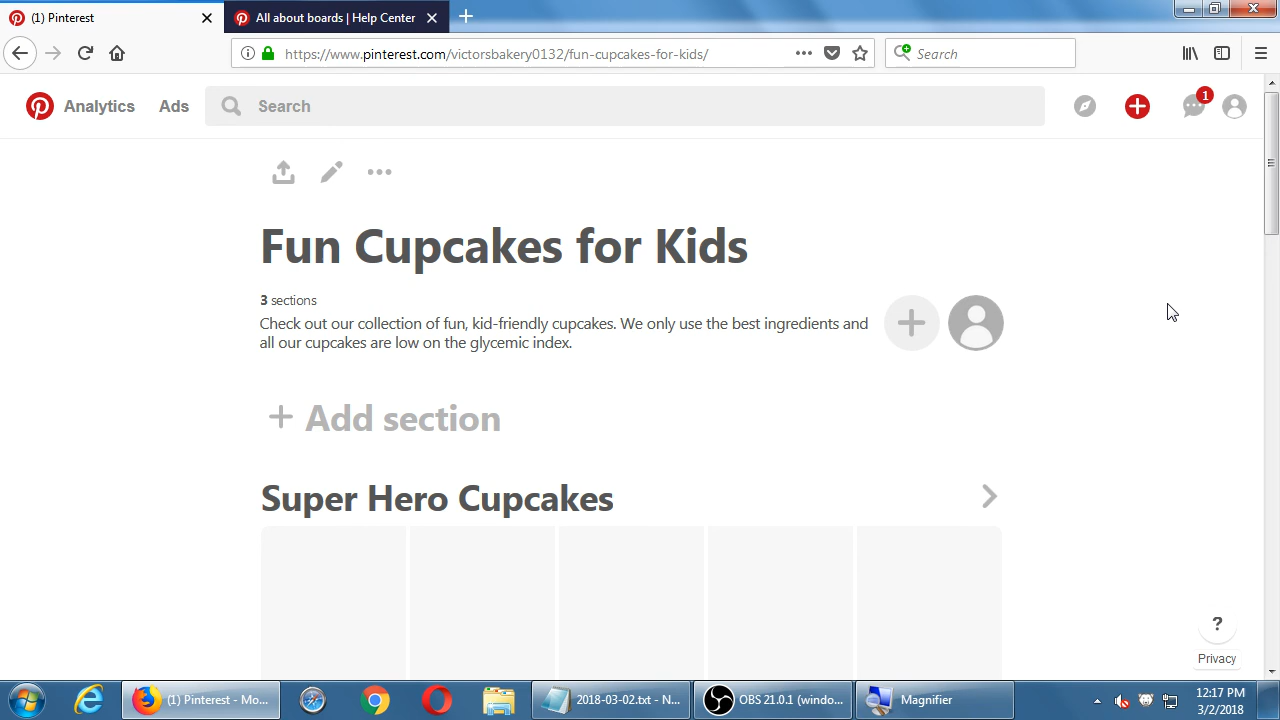 (1) Pinterest
All about boards | Help Center
https://www.pinterest.com/victorsbakery0132/fun-cupcakes-for-kids/
Search
Analytics
Ads
Search
1
Fun Cupcakes for Kids
3 sections
Check out our collection of fun, kid-friendly cupcakes. We only use the best ingredients and
all our cupcakes are low on the glycemic index.
+ Add section
Super Hero Cupcakes
?
Privacy
(1) Pinterest - Mo...
2018-03-02.txt - N...
OBS 21.0.1 (windo...
Magnifier
12:17 PM
3/2/2018